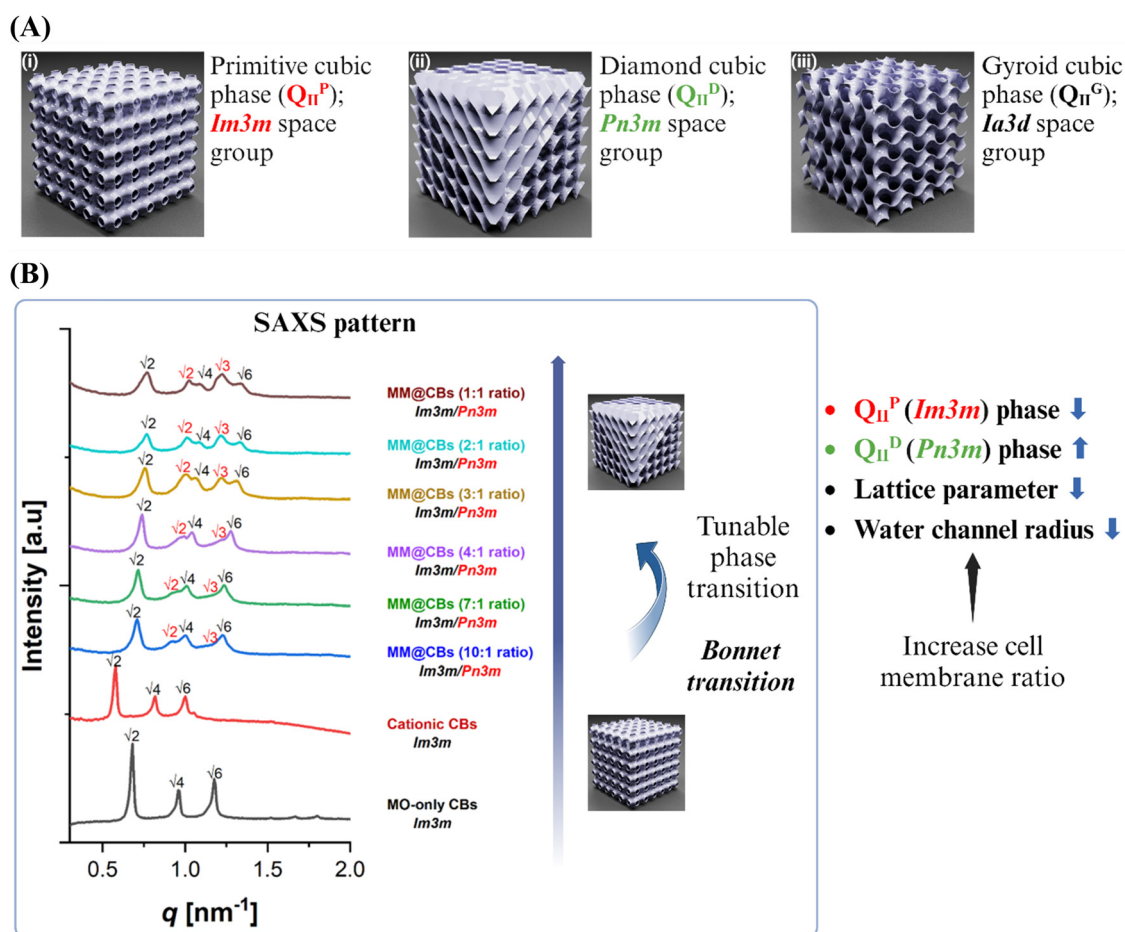 (A)
(i)
Primitive cubic
phase (Q_II^P);
Im3m space
group
(ii)
Diamond cubic
phase (Q_II^D);
Pn3m space
group
(iii)
Gyroid cubic
phase (Q_II^G);
Ia3d space
group
(B)
SAXS pattern
Intensity [a.u]
√2 √2 √4 √3 √6
MM@CBs (1:1 ratio)
Im3m/Pn3m
√2 √2 √4 √3 √6
MM@CBs (2:1 ratio)
Im3m/Pn3m
√2 √2 √4 √3 √6
MM@CBs (3:1 ratio)
Im3m/Pn3m
√2 √2 √4 √3 √6
MM@CBs (4:1 ratio)
Im3m/Pn3m
√2 √2 √4 √3 √6
MM@CBs (7:1 ratio)
Im3m/Pn3m
√2 √2 √4 √3 √6
MM@CBs (10:1 ratio)
Im3m/Pn3m
√2 √4 √6
Cationic CBs
Im3m
√2 √4 √6
MO-only CBs
Im3m
0.5 1.0 1.5 2.0
q [nm⁻¹]
Tunable
phase
transition
Bonnet
transition
• Q_II^P (Im3m) phase ⬇
• Q_II^D (Pn3m) phase ⬆
• Lattice parameter ⬇
• Water channel radius ⬇
Increase cell
membrane ratio